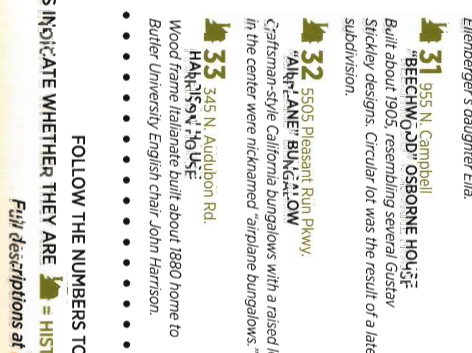 Ellenberger's daughter Ella.
31 955 N. Campbell
"BEECHWOOD" OSBORNE HOUSE
Built about 1905, resembling several Gustav
Stickley designs. Circular lot was the result of a late
subdivision.
32 5505 Pleasant Run Pkwy.
"AIRPLANE" BUNGALOW
Craftsman-style California bungalows with a raised
in the center were nicknamed "airplane bungalows."
33 345 N. Audubon Rd.
HARRISON HOUSE
Wood frame Italianate built about 1880 home to
Butler University English chair John Harrison.
FOLLOW THE NUMBERS TO
S INDICATE WHETHER THEY ARE = HIST
Full descriptions at